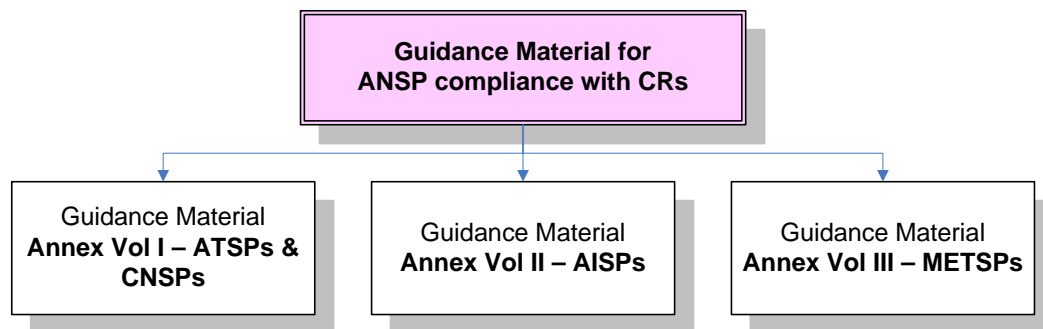 Guidance Material for
ANSP compliance with CRs
Guidance Material
Annex Vol I – ATSPs &
CNSPs
Guidance Material
Annex Vol II – AISPs
Guidance Material
Annex Vol III – METSPs